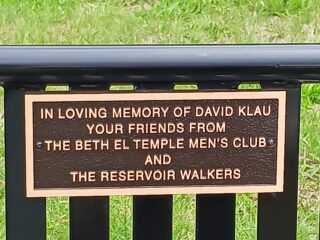 IN LOVING MEMORY OF DAVID KLAU
YOUR FRIENDS FROM
THE BETH EL TEMPLE MEN'S CLUB
AND
THE RESERVOIR WALKERS